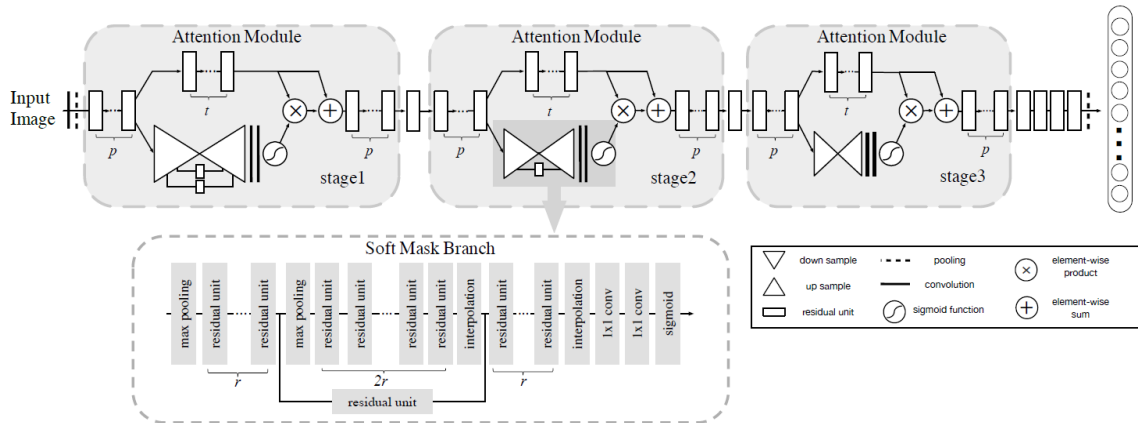 Attention Module
Attention Module
Attention Module
Input
Image
t
t
t
p
p
p
p
p
p
stage1
stage2
stage3
Soft Mask Branch
max pooling
residual unit
residual unit
max pooling
residual unit
residual unit
residual unit
residual unit
interpolation
residual unit
residual unit
interpolation
1x1 conv
1x1 conv
sigmoid
r
2r
r
residual unit
down sample
up sample
residual unit
pooling
convolution
sigmoid function
element-wise
product
element-wise
sum